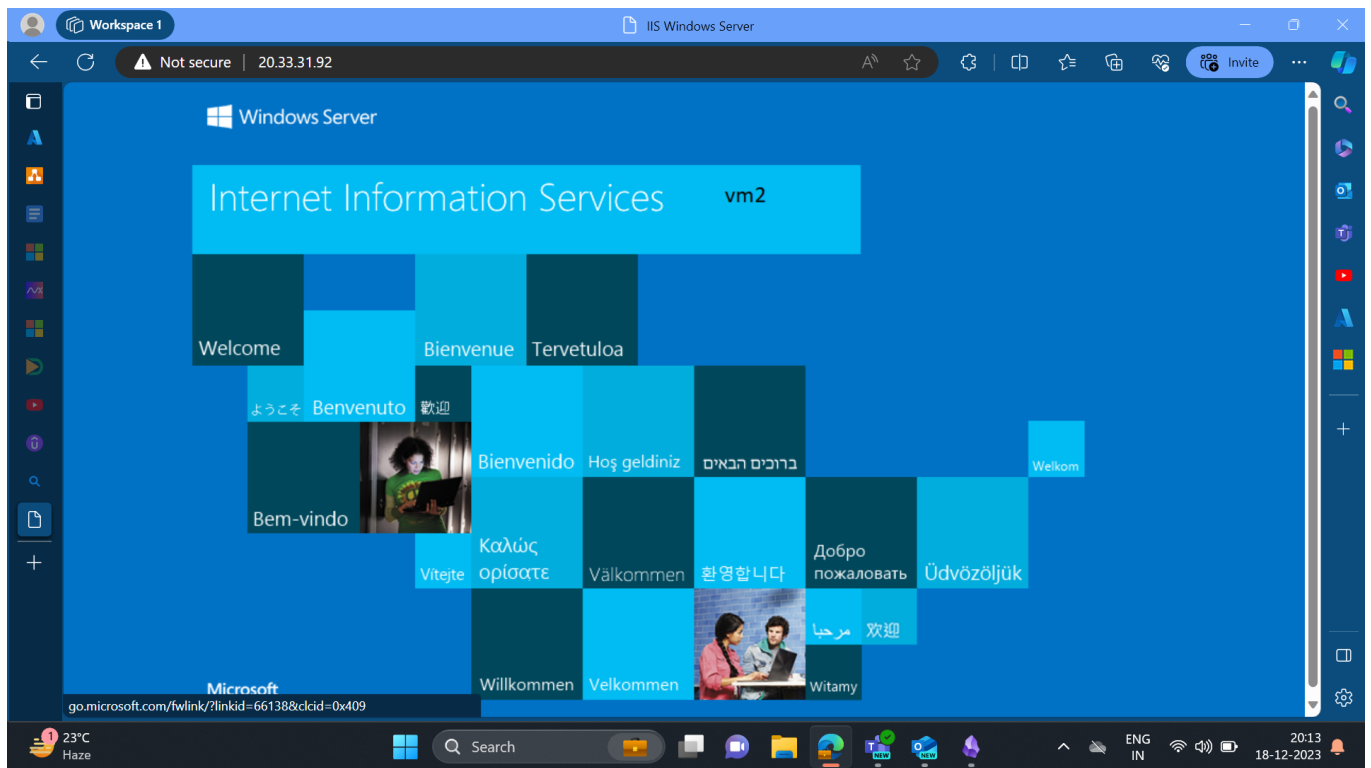 Workspace 1
IIS Windows Server
Not secure | 20.33.31.92
Invite
Windows Server
Internet Information Services vm2
Welcome
Bienvenue
Tervetuloa
ようこそ
Benvenuto
歡迎
Bienvenido
Hoş geldiniz
ברוכים הבאים
Welkom
Bem-vindo
Vítejte
Καλώς
ορίσατε
Välkommen
환영합니다
Добро
пожаловать
Üdvözöljük
مرحبا
欢迎
Willkommen
Velkommen
Witamy
Microsoft
go.microsoft.com/fwlink/?linkid=66138&clcid=0x409
1
23°C
Haze
Search
NEW
NEW
ENG
IN
20:13
18-12-2023